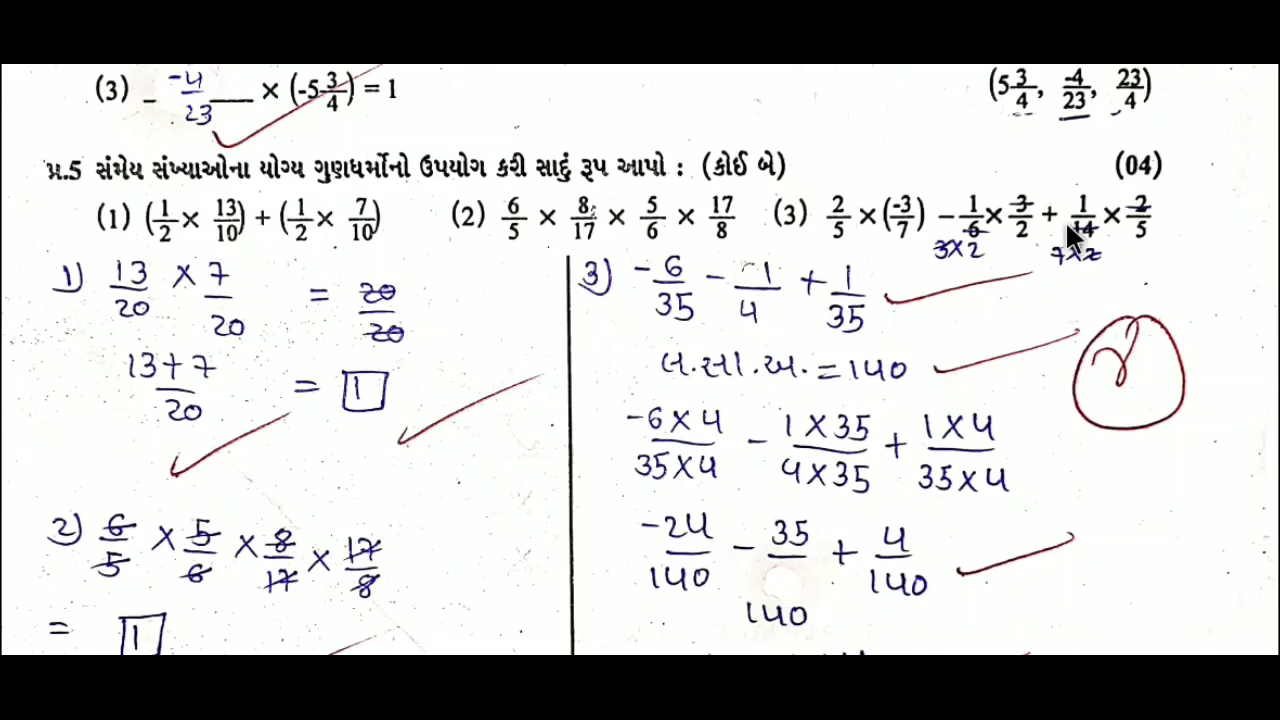 (3) _ -4/23 ___ × (-5 3/4) = 1 (5 3/4, -4/23, 23/4)
પ્ર.5 સંમેય સંખ્યાઓના યોગ્ય ગુણધર્મોનો ઉપયોગ કરી સાદું રૂપ આપો : (કોઈ બે) (04)
(1) (1/2 × 13/10) + (1/2 × 7/10) (2) 6/5 × 8/17 × 5/6 × 17/8 (3) 2/5 × (-3/7) - 1/6 × 3/2 + 1/14 × 2/5
3×2 7×2
1) 13/20 × 7/20 = 20/20
13+7/20 = 1
2) 6/5 × 5/6 × 8/17 × 17/8
= 1
3) -6/35 - 1/4 + 1/35
લ.સા.અ. = 140
-6×4/35×4 - 1×35/4×35 + 1×4/35×4
-24/140 - 35/140 + 4/140